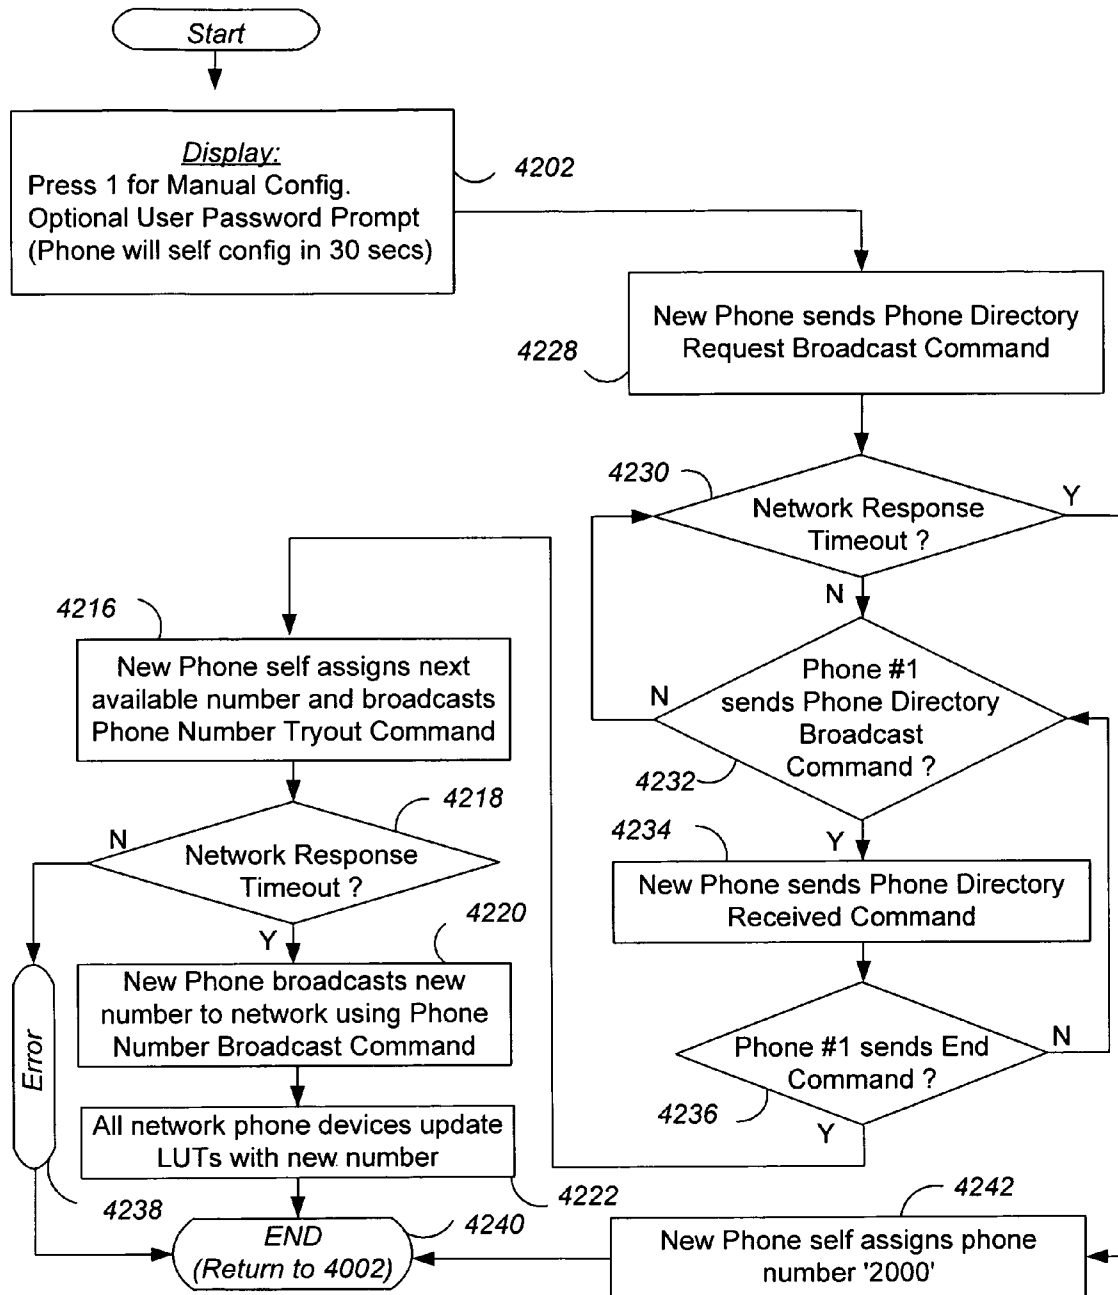 Start
Display:
Press 1 for Manual Config.
Optional User Password Prompt
(Phone will self config in 30 secs)
4202
New Phone sends Phone Directory
Request Broadcast Command
4228
4230
Network Response
Timeout ?
Y
N
Phone #1
sends Phone Directory
Broadcast
Command ?
N
4232
Y
4234
New Phone sends Phone Directory
Received Command
Phone #1 sends End
Command ?
N
4236
Y
4216
New Phone self assigns next
available number and broadcasts
Phone Number Tryout Command
4218
N
Network Response
Timeout ?
Y
4220
New Phone broadcasts new
number to network using Phone
Number Broadcast Command
Error
All network phone devices update
LUTs with new number
4222
4238
4240
END
(Return to 4002)
4242
New Phone self assigns phone
number '2000'